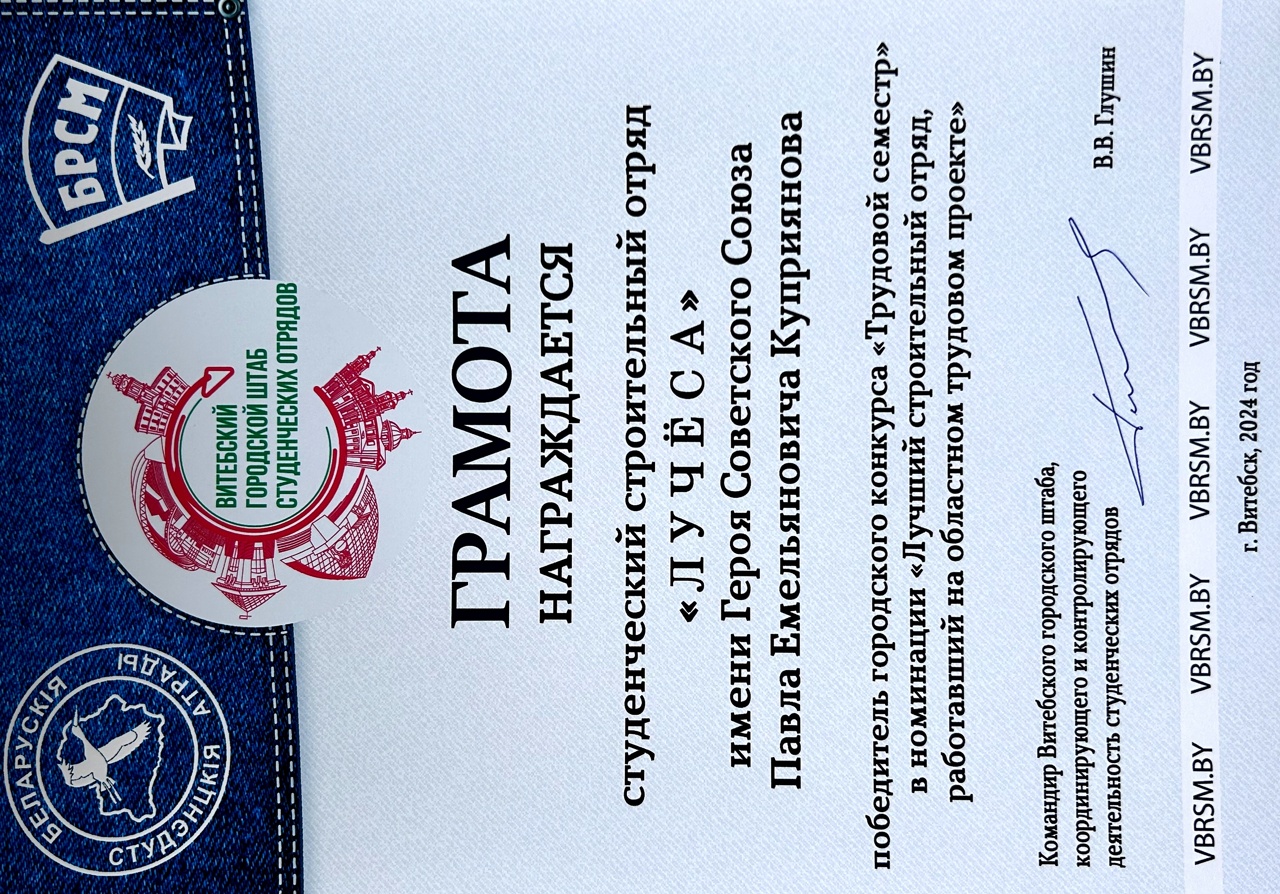 БЕЛАРУСКІЯ
СТУДЭНЦКІЯ
АТРАДЫ
ВИТЕБСКИЙ
ГОРОДСКОЙ ШТАБ
СТУДЕНЧЕСКИХ ОТРЯДОВ
БРСМ
ГРАМОТА
НАГРАЖДАЕТСЯ
студенческий строительный отряд
«ЛУЧЁСА»
имени Героя Советского Союза
Павла Емельяновича Куприянова
победитель городского конкурса «Трудовой семестр»
в номинации «Лучший строительный отряд,
работавший на областном трудовом проекте»
Командир Витебского городского штаба,
координирующего и контролирующего
деятельность студенческих отрядов
В.В. Глушин
VBRSM.BY VBRSM.BY VBRSM.BY VBRSM.BY VBRSM.BY
г. Витебск, 2024 год